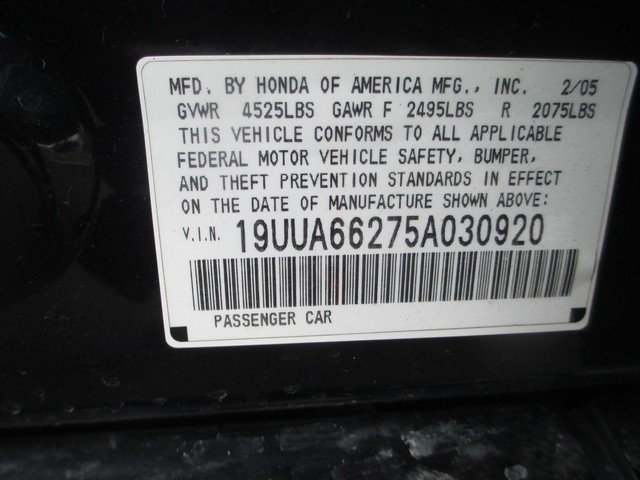 MFD. BY HONDA OF AMERICA MFG., INC. 2/05
GVWR 4525LBS GAWR F 2495LBS R 2075LBS
THIS VEHICLE CONFORMS TO ALL APPLICABLE
FEDERAL MOTOR VEHICLE SAFETY, BUMPER,
AND THEFT PREVENTION STANDARDS IN EFFECT
ON THE DATE OF MANUFACTURE SHOWN ABOVE:
V.I.N. 19UUA66275A030920
PASSENGER CAR